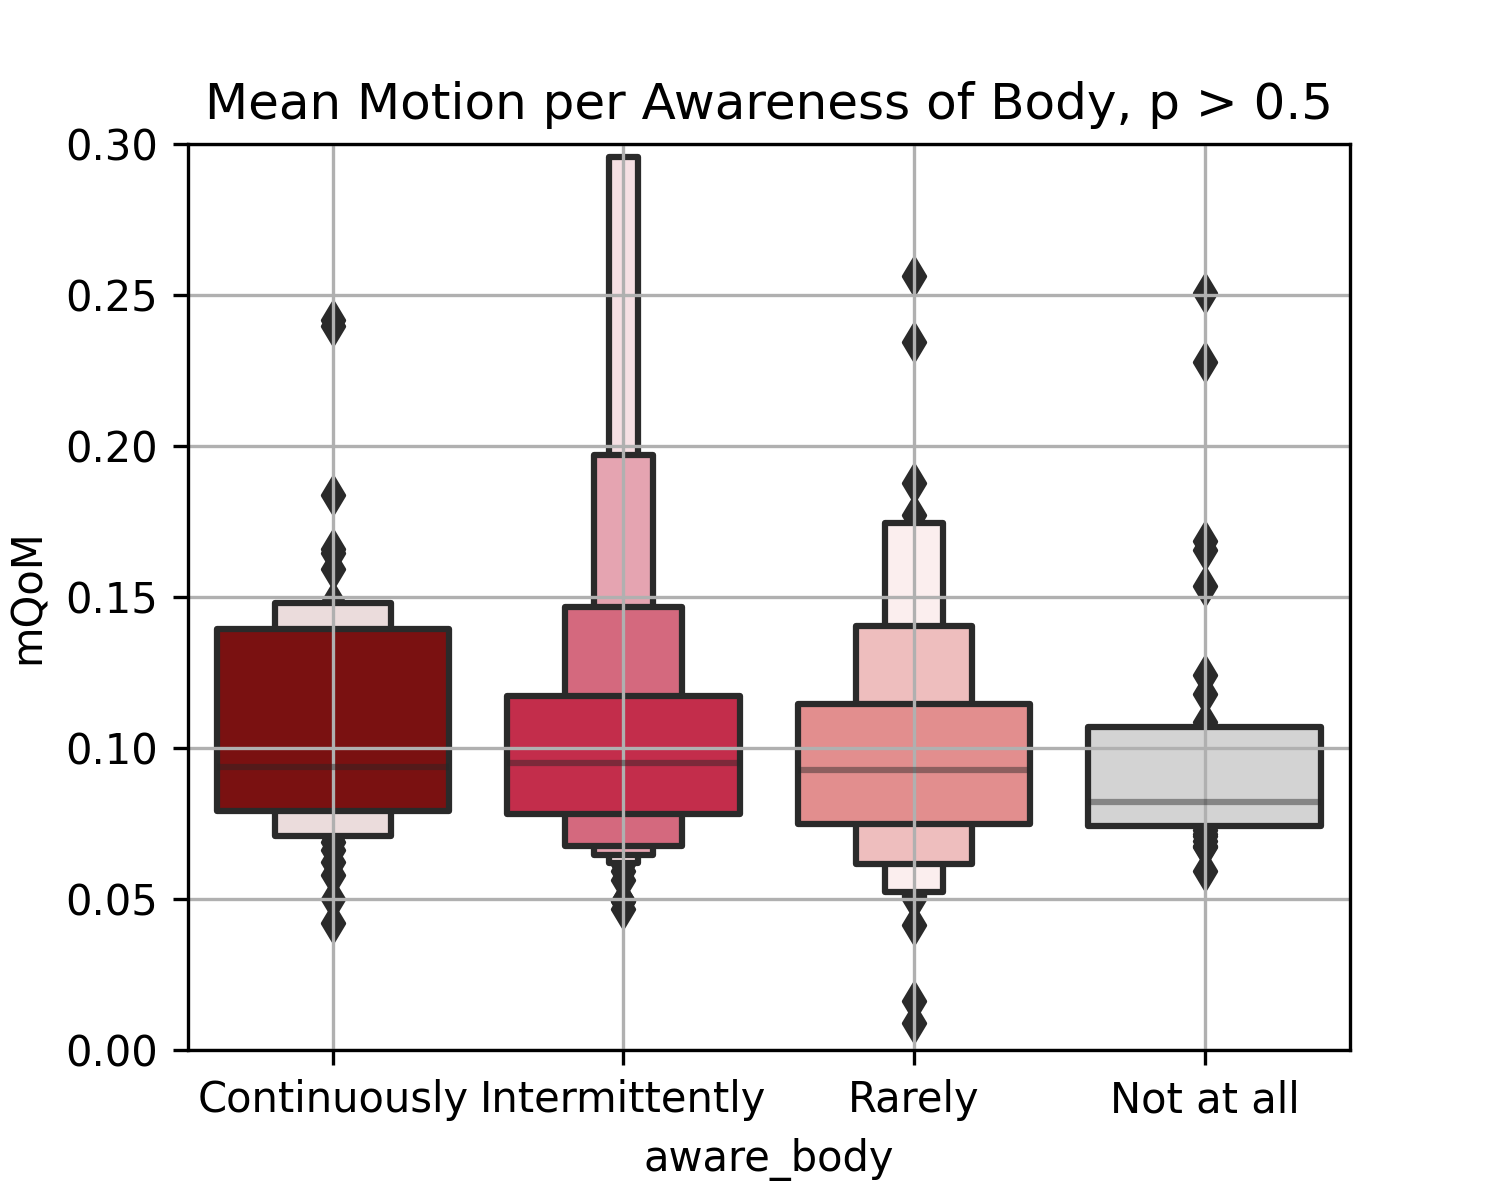 Mean Motion per Awareness of Body, p > 0.5
0.30
0.25
0.20
0.15
0.10
0.05
0.00
mQoM
Continuously Intermittently Rarely Not at all
aware_body